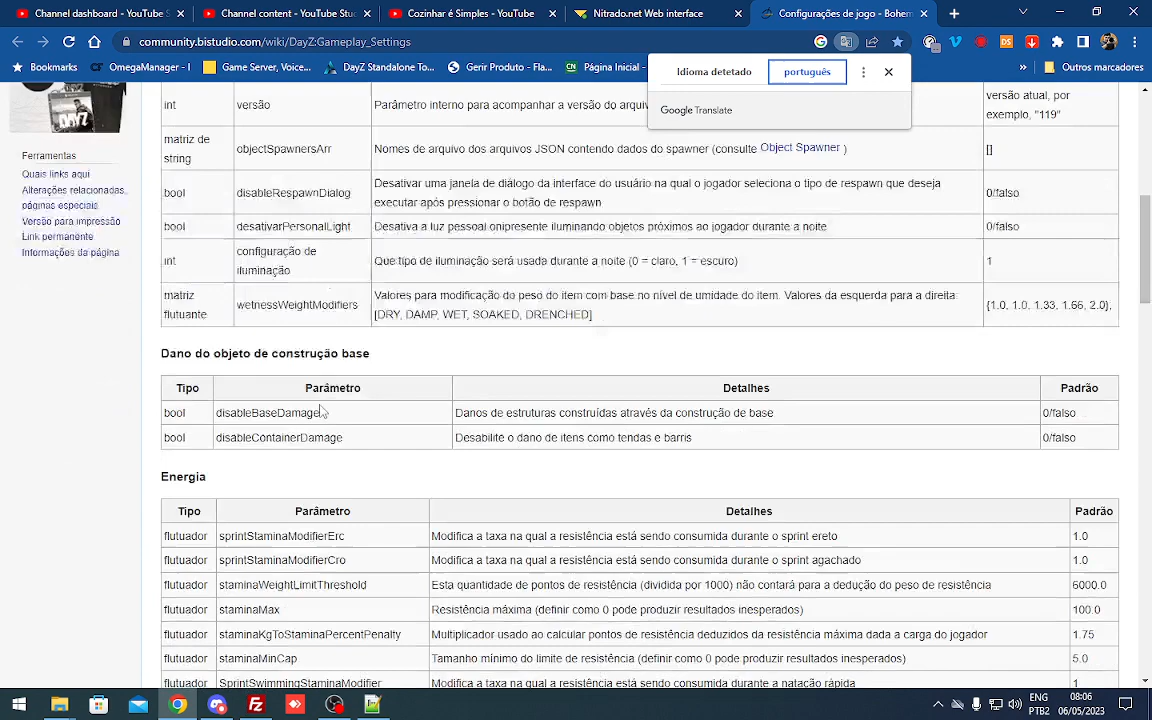 Channel dashboard - YouTube S
Channel content - YouTube Stu
Cozinhar é Simples - YouTube
Nitrado.net Web interface
Configurações de jogo - Bohem
community.bistudio.com/wiki/DayZ:Gameplay_Settings
Bookmarks
OmegaManager - I
Game Server, Voice...
DayZ Standalone To...
Gerir Produto - Fla...
Página Inicial -
»
Outros marcadores
Idioma detetado
português
Google Translate
DAYZ
Ferramentas
Quais links aqui
Alterações relacionadas,
páginas especiais
Versão para impressão
Link permanente
Informações da página
int versão Parâmetro interno para acompanhar a versão do arquiv versão atual, por exemplo, "119"
matriz de string objectSpawnersArr Nomes de arquivo dos arquivos JSON contendo dados do spawner (consulte Object Spawner ) []
bool disableRespawnDialog Desativar uma janela de diálogo da interface do usuário na qual o jogador seleciona o tipo de respawn que deseja executar após pressionar o botão de respawn 0/falso
bool desativarPersonalLight Desativa a luz pessoal onipresente iluminando objetos próximos ao jogador durante a noite 0/falso
int configuração de iluminação Que tipo de iluminação será usada durante a noite (0 = claro, 1 = escuro) 1
matriz flutuante wetnessWeightModifiers Valores para modificação do peso do item com base no nível de umidade do item. Valores da esquerda para a direita: [DRY, DAMP, WET, SOAKED, DRENCHED] {1.0, 1.0, 1.33, 1.66, 2.0},
Dano do objeto de construção base
Tipo Parâmetro Detalhes Padrão
bool disableBaseDamage Danos de estruturas construídas através da construção de base 0/falso
bool disableContainerDamage Desabilite o dano de itens como tendas e barris 0/falso
Energia
Tipo Parâmetro Detalhes Padrão
flutuador sprintStaminaModifierErc Modifica a taxa na qual a resistência está sendo consumida durante o sprint ereto 1.0
flutuador sprintStaminaModifierCro Modifica a taxa na qual a resistência está sendo consumida durante o sprint agachado 1.0
flutuador staminaWeightLimitThreshold Esta quantidade de pontos de resistência (dividida por 1000) não contará para a dedução do peso de resistência 6000.0
flutuador staminaMax Resistência máxima (definir como 0 pode produzir resultados inesperados) 100.0
flutuador staminaKgToStaminaPercentPenalty Multiplicador usado ao calcular pontos de resistência deduzidos da resistência máxima dada a carga do jogador 1.75
flutuador staminaMinCap Tamanho mínimo do limite de resistência (definir como 0 pode produzir resultados inesperados) 5.0
flutuador SprintSwimmingStaminaModifier Modifica a taxa na qual a resistência está sendo consumida durante a natação rápida 1
ENG
PTB2
08:06
06/05/2023